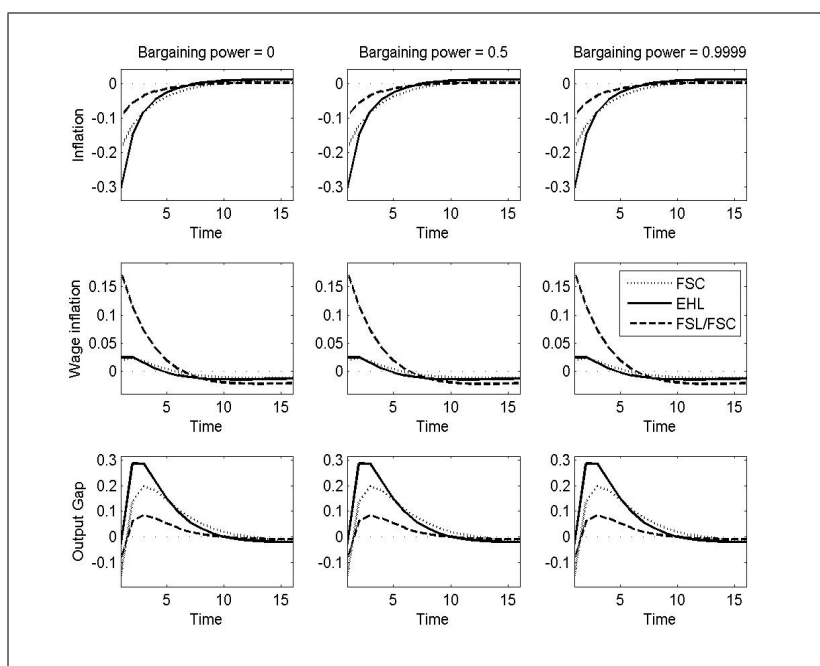 Bargaining power = 0
Bargaining power = 0.5
Bargaining power = 0.9999
Inflation
0
-0.1
-0.2
-0.3
5 10 15
Time
0
-0.1
-0.2
-0.3
5 10 15
Time
0
-0.1
-0.2
-0.3
5 10 15
Time
Wage inflation
0.15
0.1
0.05
0
5 10 15
Time
0.15
0.1
0.05
0
5 10 15
Time
0.15
0.1
0.05
0
FSC
EHL
FSL/FSC
5 10 15
Time
Output Gap
0.3
0.2
0.1
0
-0.1
5 10 15
Time
0.3
0.2
0.1
0
-0.1
5 10 15
Time
0.3
0.2
0.1
0
-0.1
5 10 15
Time